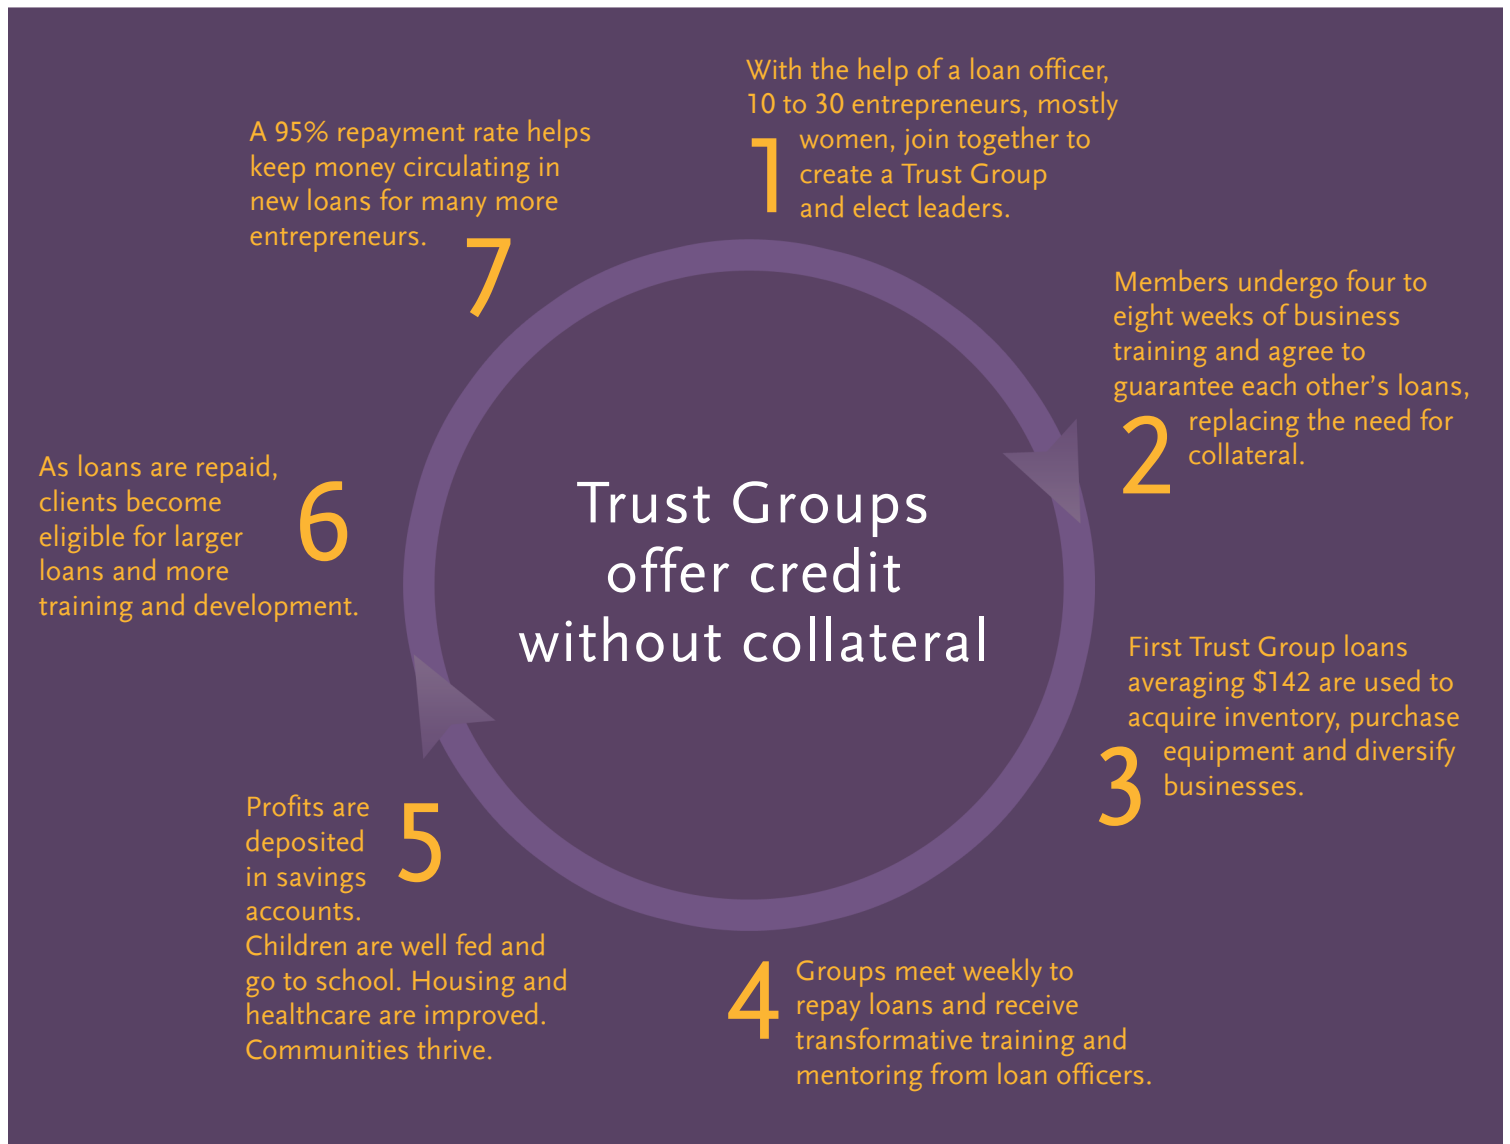 With the help of a loan officer,
10 to 30 entrepreneurs, mostly
women, join together to
create a Trust Group
and elect leaders.
1
Members undergo four to
eight weeks of business
training and agree to
guarantee each other’s loans,
replacing the need for
collateral.
2
First Trust Group loans
averaging $142 are used to
acquire inventory, purchase
equipment and diversify
businesses.
3
4
Groups meet weekly to
repay loans and receive
transformative training and
mentoring from loan officers.
Profits are
deposited
in savings
accounts.
Children are well fed and
go to school. Housing and
healthcare are improved.
Communities thrive.
5
As loans are repaid,
clients become
eligible for larger
loans and more
training and development.
6
A 95% repayment rate helps
keep money circulating in
new loans for many more
entrepreneurs.
7
Trust Groups
offer credit
without collateral